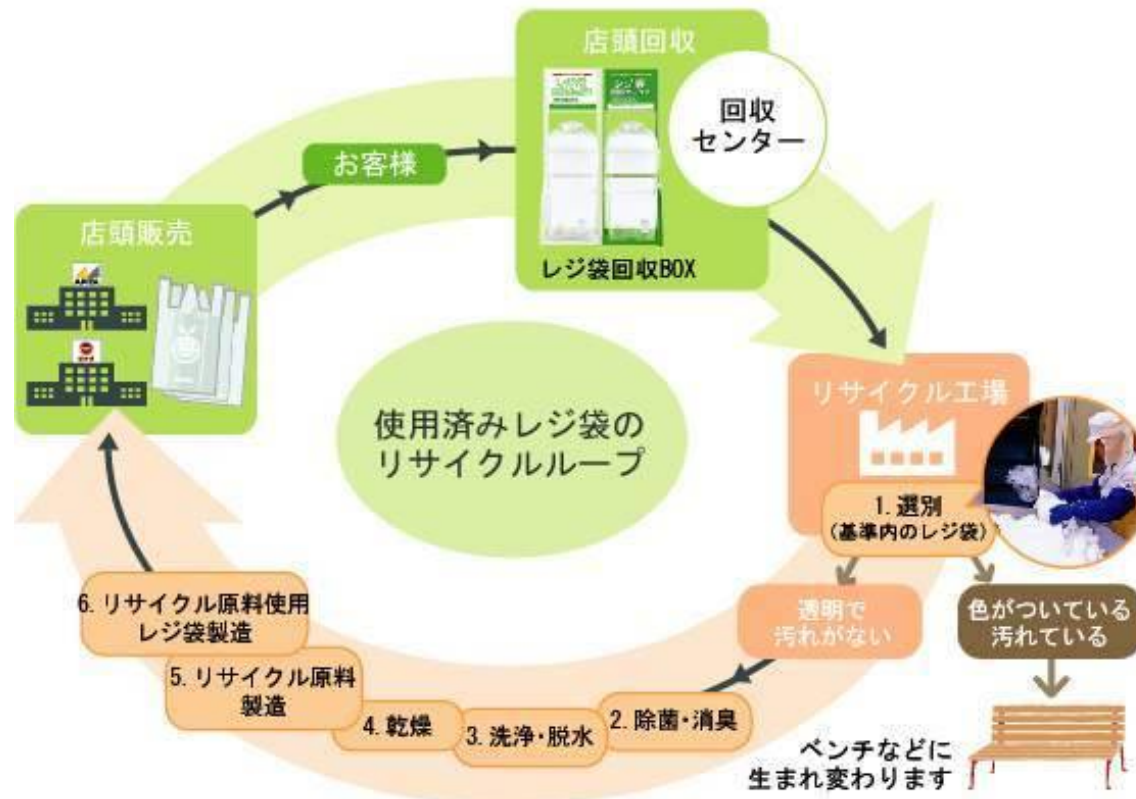 店頭回収
回収
センター
レジ袋回収BOX
お客様
店頭販売
使用済みレジ袋の
リサイクルループ
リサイクル工場
1. 選別
(基準内のレジ袋)
透明で
汚れがない
色がついている
汚れている
ベンチなどに
生まれ変わります
2. 除菌・消臭
3. 洗浄・脱水
4. 乾燥
5. リサイクル原料
製造
6. リサイクル原料使用
レジ袋製造